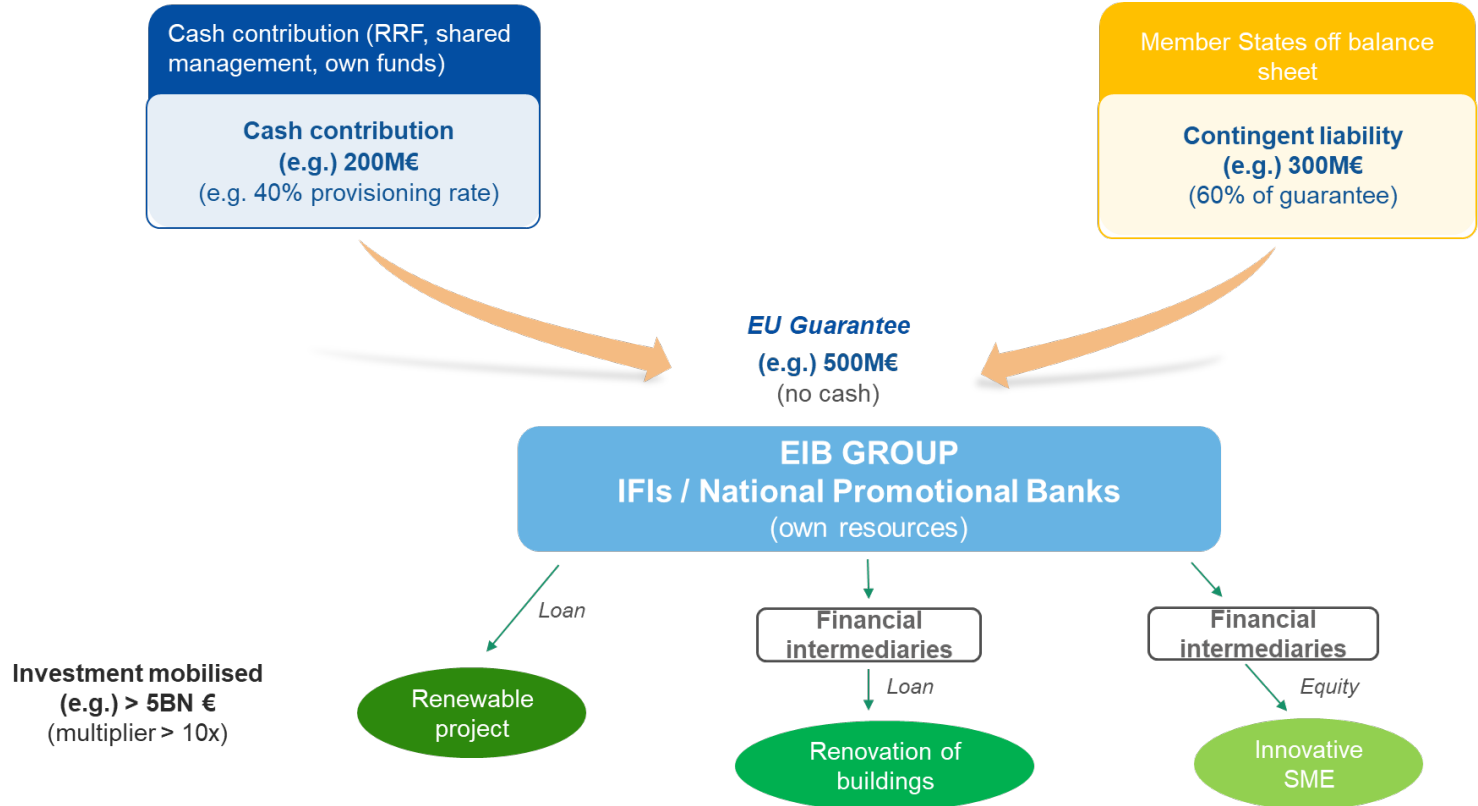 Cash contribution (RRF, shared
management, own funds)
Cash contribution
(e.g.) 200M€
(e.g. 40% provisioning rate)
Member States off balance
sheet
Contingent liability
(e.g.) 300M€
(60% of guarantee)
EU Guarantee
(e.g.) 500M€
(no cash)
EIB GROUP
IFIs / National Promotional Banks
(own resources)
Loan
Financial
intermediaries
Financial
intermediaries
Loan
Equity
Investment mobilised
(e.g.) > 5BN €
(multiplier > 10x)
Renewable
project
Renovation of
buildings
Innovative
SME